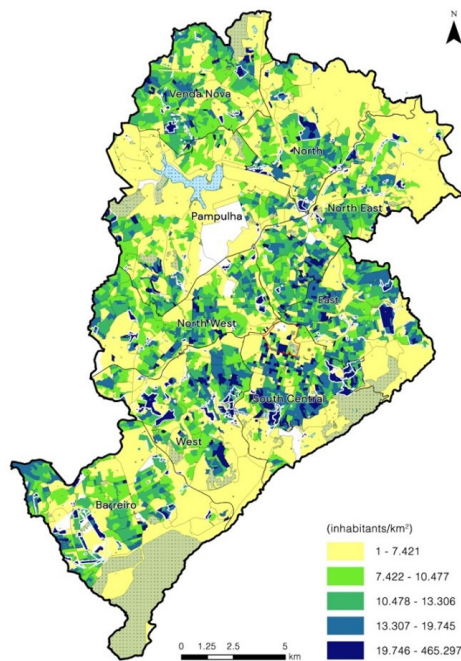 N
Venda Nova
North
North East
Pampulha
East
North West
South Central
West
Barreiro
(inhabitants/km²)
1 - 7.421
7.422 - 10.477
10.478 - 13.306
13.307 - 19.745
19.746 - 465.297
0 1.25 2.5 5
km